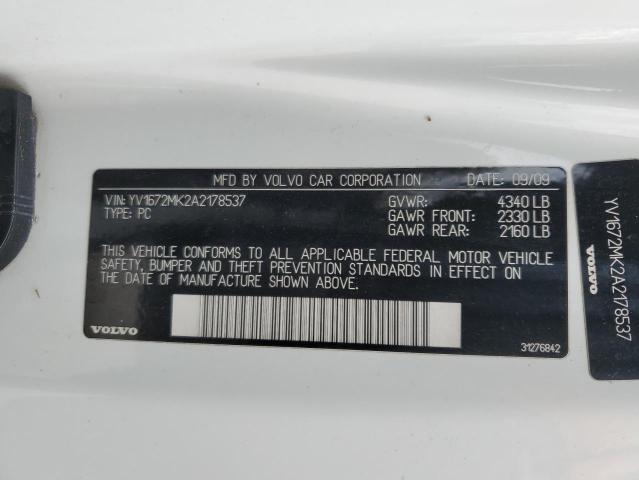 MFD BY VOLVO CAR CORPORATION DATE: 09/09
VIN: YV1672MK2A2178537 GVWR: 4340 LB
TYPE: PC GAWR FRONT: 2330 LB
GAWR REAR: 2160 LB
THIS VEHICLE CONFORMS TO ALL APPLICABLE FEDERAL MOTOR VEHICLE
SAFETY, BUMPER AND THEFT PREVENTION STANDARDS IN EFFECT ON
THE DATE OF MANUFACTURE SHOWN ABOVE.
VOLVO
31276842
YV1672MK2A2178537
VOLVO